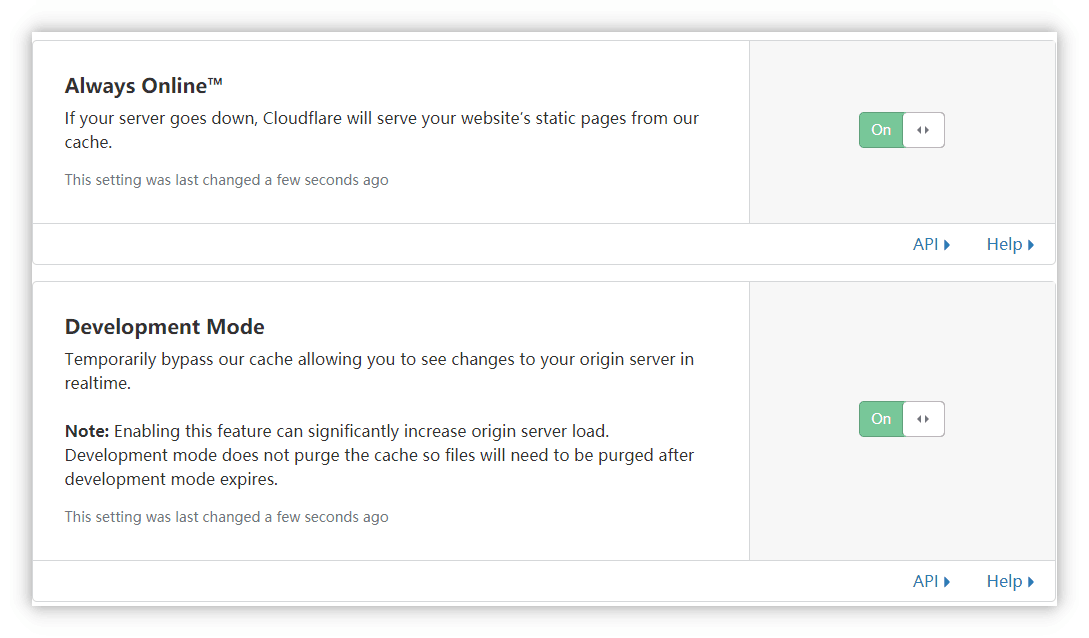 Always Online™
If your server goes down, Cloudflare will serve your website's static pages from our
cache.
On
This setting was last changed a few seconds ago
API
Help
Development Mode
Temporarily bypass our cache allowing you to see changes to your origin server in
realtime.
Note: Enabling this feature can significantly increase origin server load.
On
Development mode does not purge the cache so files will need to be purged after
development mode expires.
This setting was last changed a few seconds ago
API
Help